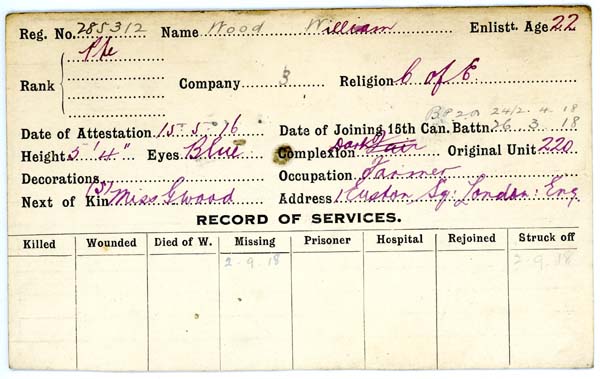 Reg. No. 285312 Name Wood William Enlistt. Age 22
Pte
Rank Company 3 Religion C of E.
B820 24/2.4.18
Date of Attestation 15.5.76 Date of Joining 15th Can. Battn. 26.3.18
Height 5'4" Eyes Blue Complexion Dark Fair Original Unit 220
Decorations Occupation Farmer
Next of Kin (S) Miss G Wood Address 1 Euston Sq: London: Eng
RECORD OF SERVICES.
Killed Wounded Died of W. Missing Prisoner Hospital Rejoined Struck off
2-9-18 2-9-18